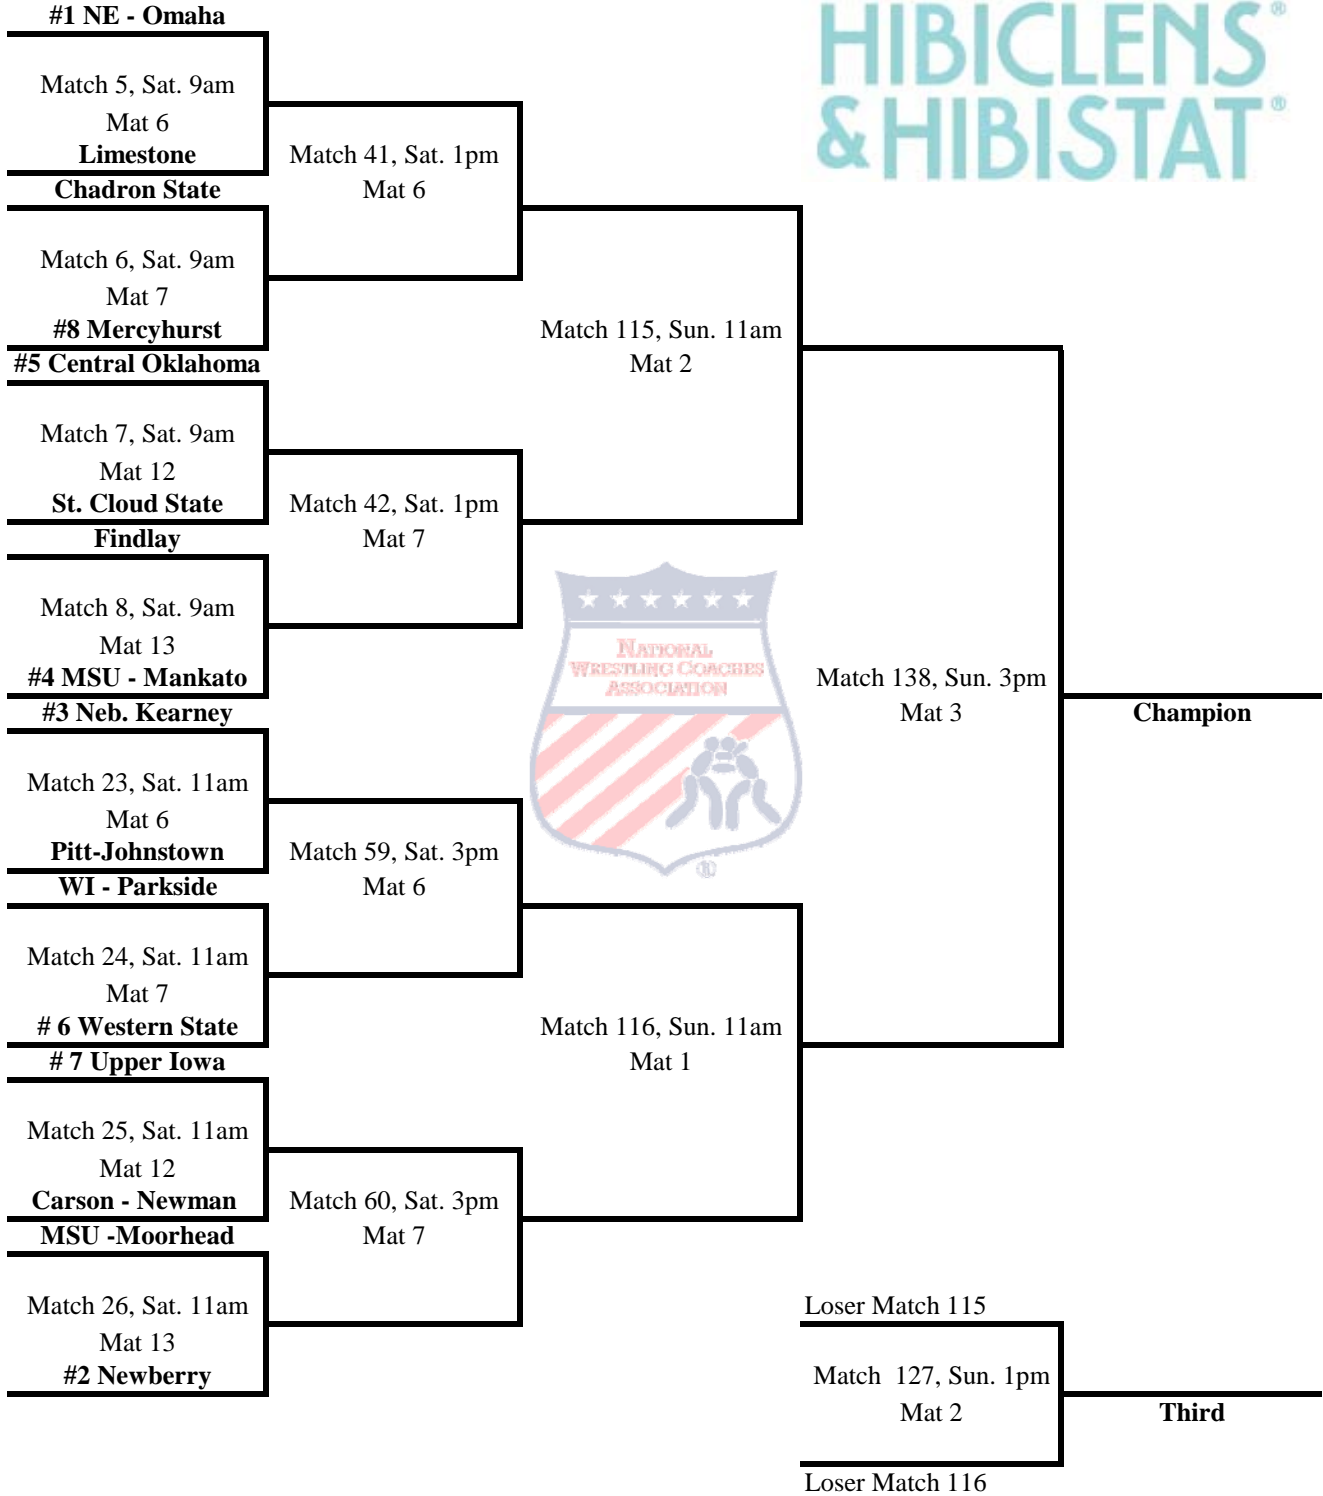 #1 NE - Omaha
HIBICLENS®
& HIBISTAT®
Match 5, Sat. 9am
Mat 6
Limestone
Match 41, Sat. 1pm
Chadron State
Mat 6
Match 6, Sat. 9am
Mat 7
#8 Mercyhurst
Match 115, Sun. 11am
#5 Central Oklahoma
Mat 2
Match 7, Sat. 9am
Mat 12
St. Cloud State
Match 42, Sat. 1pm
Findlay
Mat 7
Match 8, Sat. 9am
Mat 13
NATIONAL
WRESTLING COACHES
ASSOCIATION
®
#4 MSU - Mankato
Match 138, Sun. 3pm
#3 Neb. Kearney
Mat 3
Champion
Match 23, Sat. 11am
Mat 6
Pitt-Johnstown
Match 59, Sat. 3pm
WI - Parkside
Mat 6
Match 24, Sat. 11am
Mat 7
# 6 Western State
Match 116, Sun. 11am
# 7 Upper Iowa
Mat 1
Match 25, Sat. 11am
Mat 12
Carson - Newman
Match 60, Sat. 3pm
MSU -Moorhead
Mat 7
Match 26, Sat. 11am
Mat 13
#2 Newberry
Loser Match 115
Match  127, Sun. 1pm
Mat 2
Third
Loser Match 116